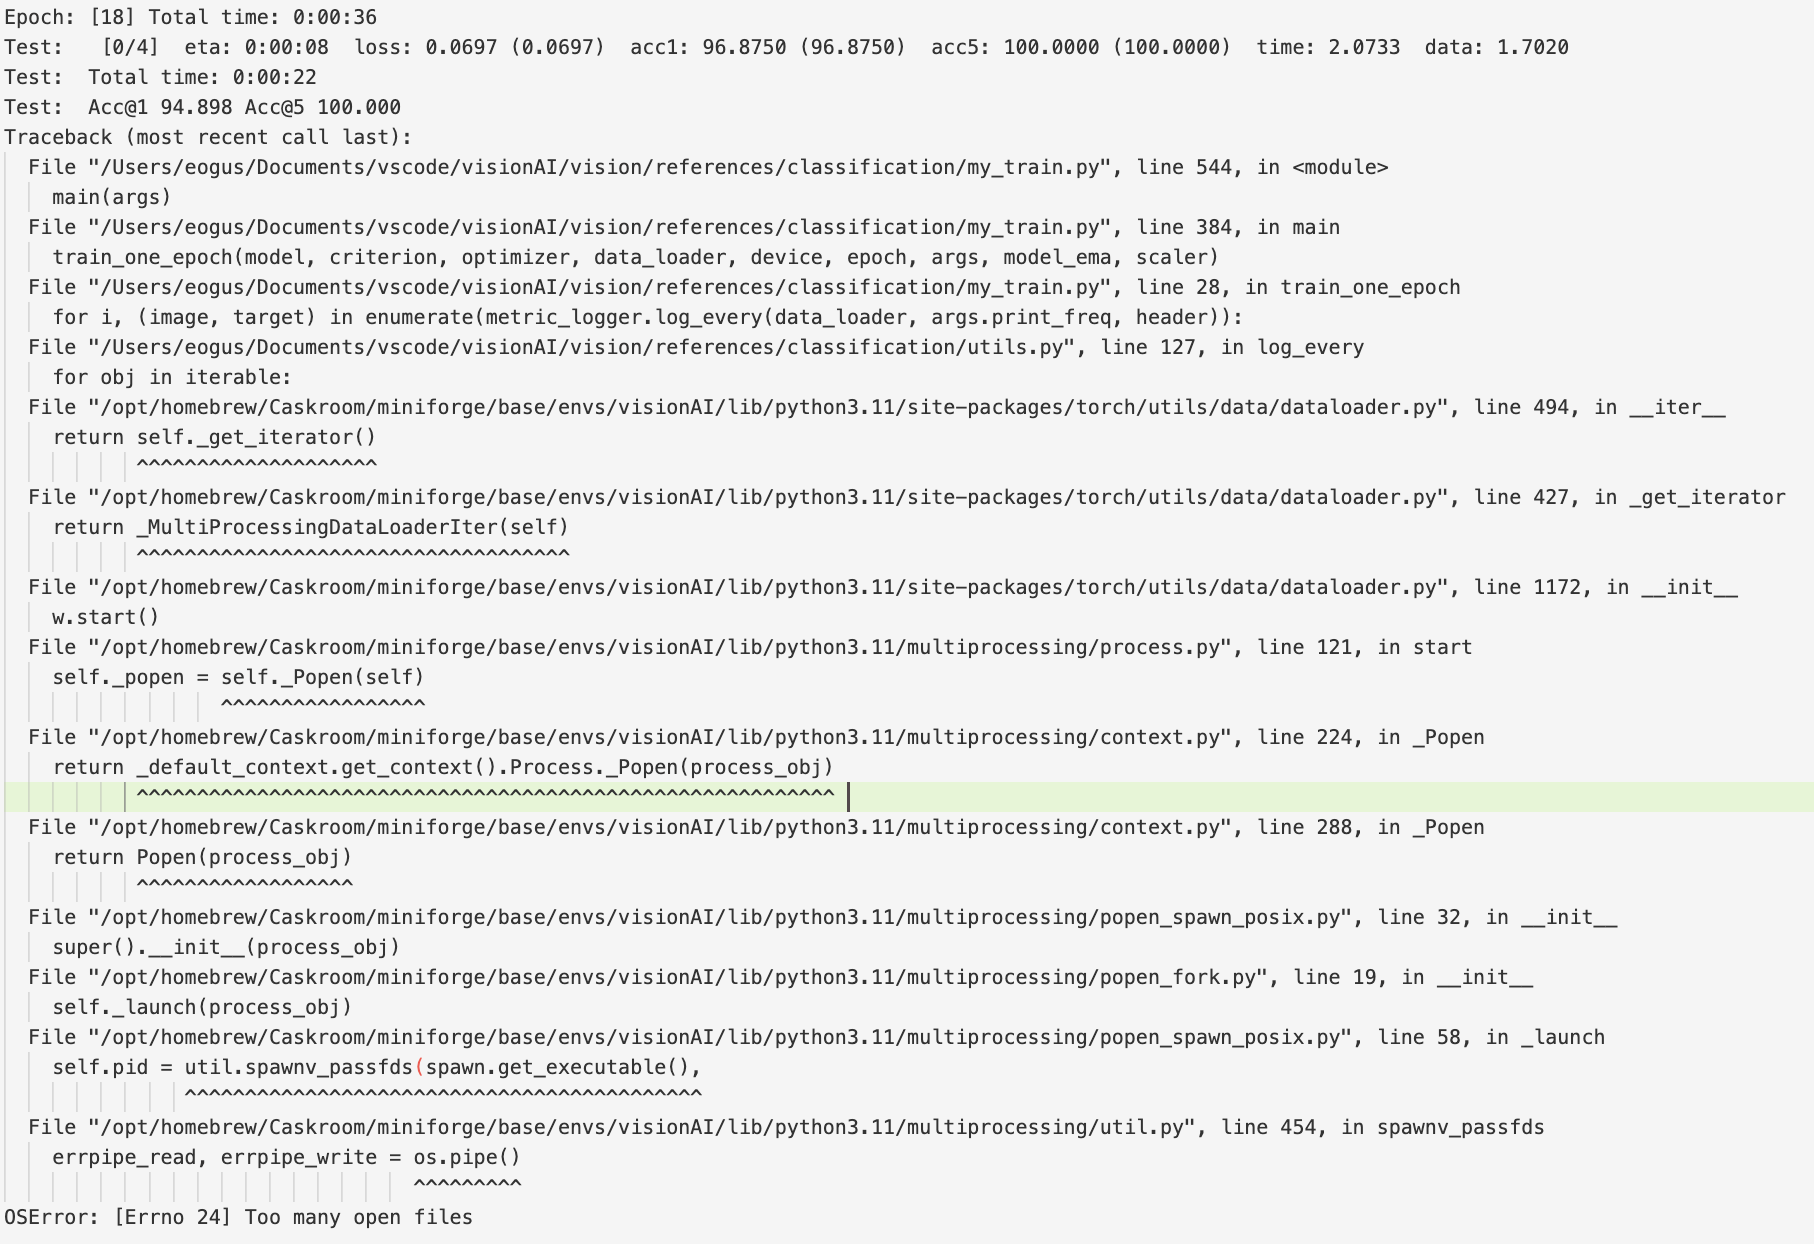 Epoch: [18] Total time: 0:00:36
Test:   [0/4]  eta: 0:00:08  loss: 0.0697 (0.0697)  acc1: 96.8750 (96.8750)  acc5: 100.0000 (100.0000)  time: 2.0733  data: 1.7020
Test:  Total time: 0:00:22
Test:  Acc@1 94.898 Acc@5 100.000
Traceback (most recent call last):
  File "/Users/eogus/Documents/vscode/visionAI/vision/references/classification/my_train.py", line 544, in <module>
    main(args)
  File "/Users/eogus/Documents/vscode/visionAI/vision/references/classification/my_train.py", line 384, in main
    train_one_epoch(model, criterion, optimizer, data_loader, device, epoch, args, model_ema, scaler)
  File "/Users/eogus/Documents/vscode/visionAI/vision/references/classification/my_train.py", line 28, in train_one_epoch
    for i, (image, target) in enumerate(metric_logger.log_every(data_loader, args.print_freq, header)):
  File "/Users/eogus/Documents/vscode/visionAI/vision/references/classification/utils.py", line 127, in log_every
    for obj in iterable:
  File "/opt/homebrew/Caskroom/miniforge/base/envs/visionAI/lib/python3.11/site-packages/torch/utils/data/dataloader.py", line 494, in __iter__
    return self._get_iterator()
           ^^^^^^^^^^^^^^^^^^^^
  File "/opt/homebrew/Caskroom/miniforge/base/envs/visionAI/lib/python3.11/site-packages/torch/utils/data/dataloader.py", line 427, in _get_iterator
    return _MultiProcessingDataLoaderIter(self)
           ^^^^^^^^^^^^^^^^^^^^^^^^^^^^^^^^^^^^
  File "/opt/homebrew/Caskroom/miniforge/base/envs/visionAI/lib/python3.11/site-packages/torch/utils/data/dataloader.py", line 1172, in __init__
    w.start()
  File "/opt/homebrew/Caskroom/miniforge/base/envs/visionAI/lib/python3.11/multiprocessing/process.py", line 121, in start
    self._popen = self._Popen(self)
                  ^^^^^^^^^^^^^^^^^
  File "/opt/homebrew/Caskroom/miniforge/base/envs/visionAI/lib/python3.11/multiprocessing/context.py", line 224, in _Popen
    return _default_context.get_context().Process._Popen(process_obj)
           ^^^^^^^^^^^^^^^^^^^^^^^^^^^^^^^^^^^^^^^^^^^^^^^^^^^^^^^^^^
  File "/opt/homebrew/Caskroom/miniforge/base/envs/visionAI/lib/python3.11/multiprocessing/context.py", line 288, in _Popen
    return Popen(process_obj)
           ^^^^^^^^^^^^^^^^^^
  File "/opt/homebrew/Caskroom/miniforge/base/envs/visionAI/lib/python3.11/multiprocessing/popen_spawn_posix.py", line 32, in __init__
    super().__init__(process_obj)
  File "/opt/homebrew/Caskroom/miniforge/base/envs/visionAI/lib/python3.11/multiprocessing/popen_fork.py", line 19, in __init__
    self._launch(process_obj)
  File "/opt/homebrew/Caskroom/miniforge/base/envs/visionAI/lib/python3.11/multiprocessing/popen_spawn_posix.py", line 58, in _launch
    self.pid = util.spawnv_passfds(spawn.get_executable(),
               ^^^^^^^^^^^^^^^^^^^^^^^^^^^^^^^^^^^^^^^^^^^
  File "/opt/homebrew/Caskroom/miniforge/base/envs/visionAI/lib/python3.11/multiprocessing/util.py", line 454, in spawnv_passfds
    errpipe_read, errpipe_write = os.pipe()
                                  ^^^^^^^^^
OSError: [Errno 24] Too many open files